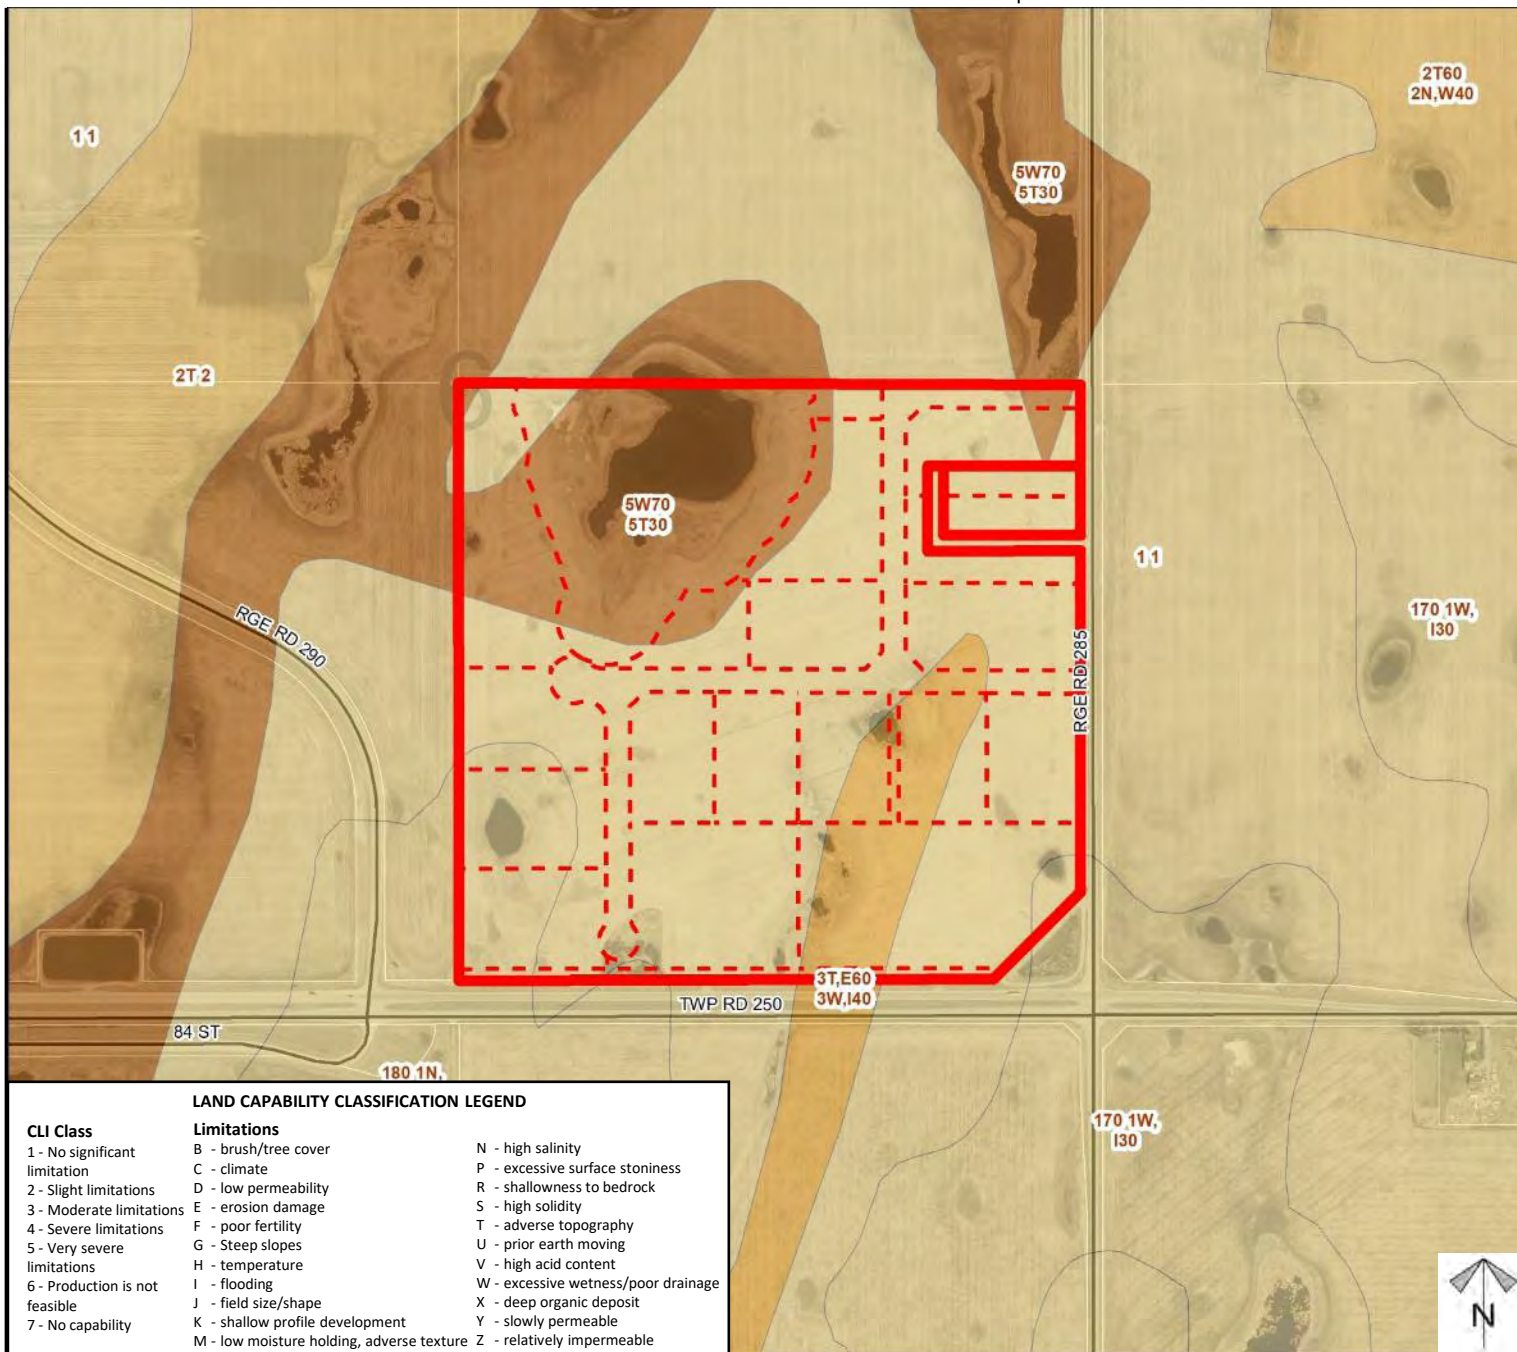 2T60
2N,W40
1 1
5W70
5T30
2T 2
5W70
5T30
1 1
RGE RD 290
170 1W,
I30
RGE RD 285
3T,E60
3W,I40
TWP RD 250
84 ST
180 1N,
170 1W,
I30
LAND CAPABILITY CLASSIFICATION LEGEND
CLI Class
1 - No significant
limitation
2 - Slight limitations
3 - Moderate limitations
4 - Severe limitations
5 - Very severe
limitations
6 - Production is not
feasible
7 - No capability
Limitations
B - brush/tree cover
C - climate
D - low permeability
E - erosion damage
F - poor fertility
G - Steep slopes
H - temperature
I - flooding
J - field size/shape
K - shallow profile development
M - low moisture holding, adverse texture
N - high salinity
P - excessive surface stoniness
R - shallowness to bedrock
S - high solidity
T - adverse topography
U - prior earth moving
V - high acid content
W - excessive wetness/poor drainage
X - deep organic deposit
Y - slowly permeable
Z - relatively impermeable
N